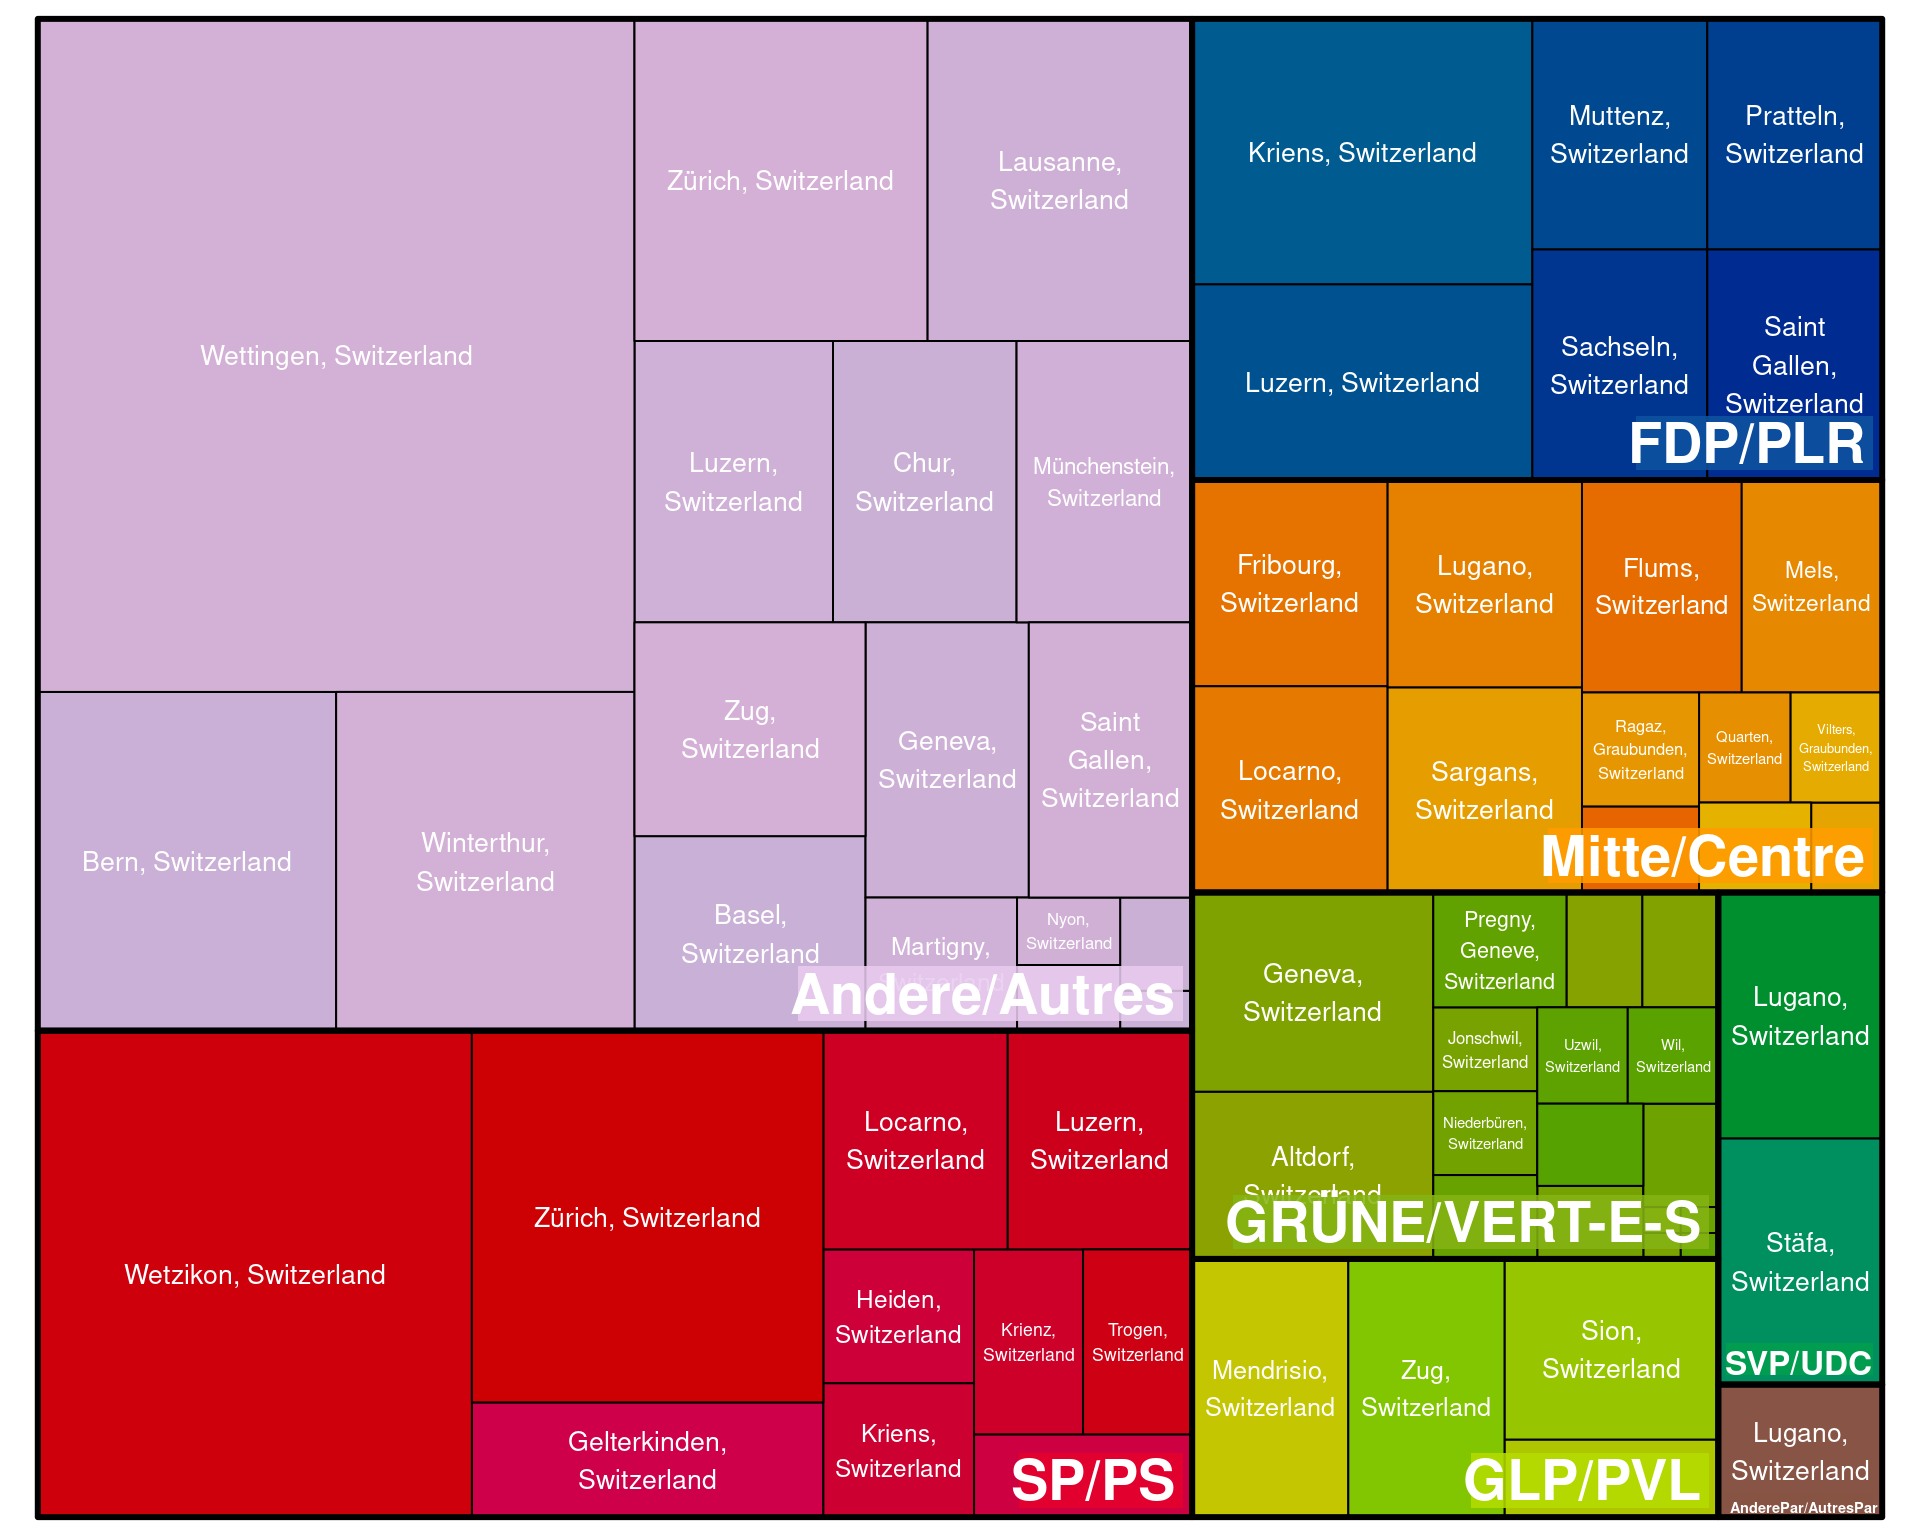 Wettingen, Switzerland
Zürich, Switzerland
Lausanne,
Switzerland
Luzern,
Switzerland
Chur,
Switzerland
Münchenstein,
Switzerland
Bern, Switzerland
Winterthur,
Switzerland
Zug,
Switzerland
Geneva,
Switzerland
Saint
Gallen,
Switzerland
Basel,
Switzerland
Martigny,
Switzerland
Nyon,
Switzerland
Andere/Autres
Kriens, Switzerland
Muttenz,
Switzerland
Pratteln,
Switzerland
Luzern, Switzerland
Sachseln,
Switzerland
Saint
Gallen,
Switzerland
FDP/PLR
Fribourg,
Switzerland
Lugano,
Switzerland
Flums,
Switzerland
Mels,
Switzerland
Locarno,
Switzerland
Sargans,
Switzerland
Ragaz,
Graubunden,
Switzerland
Quarten,
Switzerland
Vilters,
Graubunden,
Switzerland
Mitte/Centre
Wetzikon, Switzerland
Zürich, Switzerland
Gelterkinden,
Switzerland
Locarno,
Switzerland
Luzern,
Switzerland
Heiden,
Switzerland
Krienz,
Switzerland
Trogen,
Switzerland
Kriens,
Switzerland
SP/PS
Geneva,
Switzerland
Pregny,
Geneve,
Switzerland
Jonschwil,
Switzerland
Uzwil,
Switzerland
Wil,
Switzerland
Niederbüren,
Switzerland
Altdorf,
Switzerland
GRÜNE/VERT-E-S
Mendrisio,
Switzerland
Zug,
Switzerland
Sion,
Switzerland
GLP/PVL
Lugano,
Switzerland
Stäfa,
Switzerland
SVP/UDC
Lugano,
Switzerland
AnderePar/AutresPar